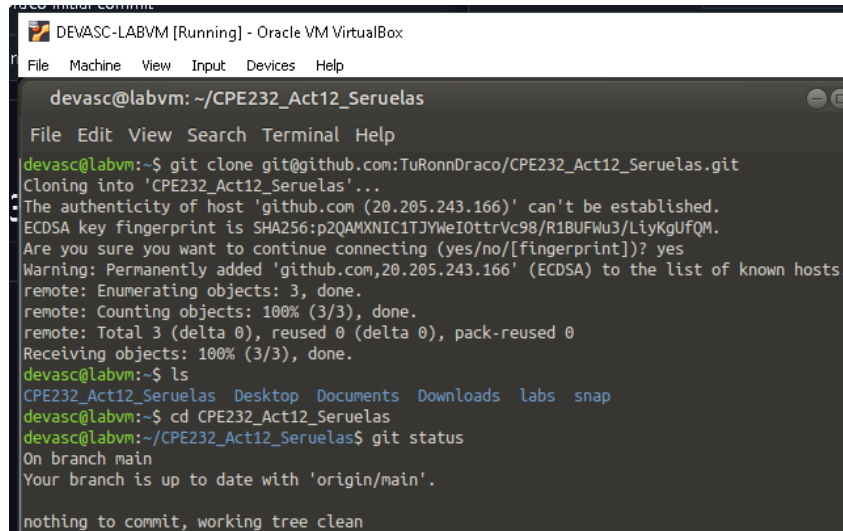 initial commit
DEVASC-LABVM [Running] - Oracle VM VirtualBox
File Machine View Input Devices Help
devasc@labvm: ~/CPE232_Act12_Seruelas
File Edit View Search Terminal Help
devasc@labvm:~$ git clone git@github.com:TuRonnDraco/CPE232_Act12_Seruelas.git
Cloning into 'CPE232_Act12_Seruelas'...
The authenticity of host 'github.com (20.205.243.166)' can't be established.
ECDSA key fingerprint is SHA256:p2QAMXNIC1TJYWeIOttrVc98/R1BUFWu3/LiyKgUfQM.
Are you sure you want to continue connecting (yes/no/[fingerprint])? yes
Warning: Permanently added 'github.com,20.205.243.166' (ECDSA) to the list of known hosts
remote: Enumerating objects: 3, done.
remote: Counting objects: 100% (3/3), done.
remote: Total 3 (delta 0), reused 0 (delta 0), pack-reused 0
Receiving objects: 100% (3/3), done.
devasc@labvm:~$ ls
CPE232_Act12_Seruelas Desktop Documents Downloads labs snap
devasc@labvm:~$ cd CPE232_Act12_Seruelas
devasc@labvm:~/CPE232_Act12_Seruelas$ git status
On branch main
Your branch is up to date with 'origin/main'.
nothing to commit, working tree clean